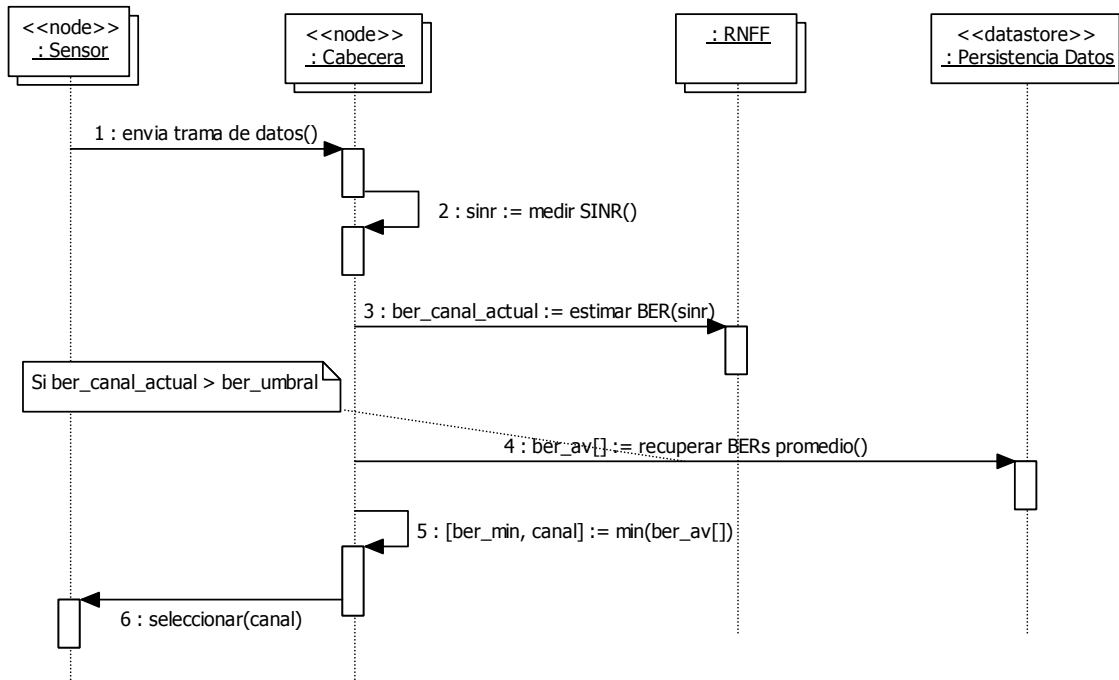 <<node>>
: Sensor
<<node>>
: Cabecera
: RNFF
<<datastore>>
: Persistencia Datos
1 : envia trama de datos()
2 : sinr := medir SINR()
3 : ber_canal_actual := estimar BER(sinr)
Si ber_canal_actual > ber_umbral
4 : ber_av[] := recuperar BERs promedio()
5 : [ber_min, canal] := min(ber_av[])
6 : seleccionar(canal)